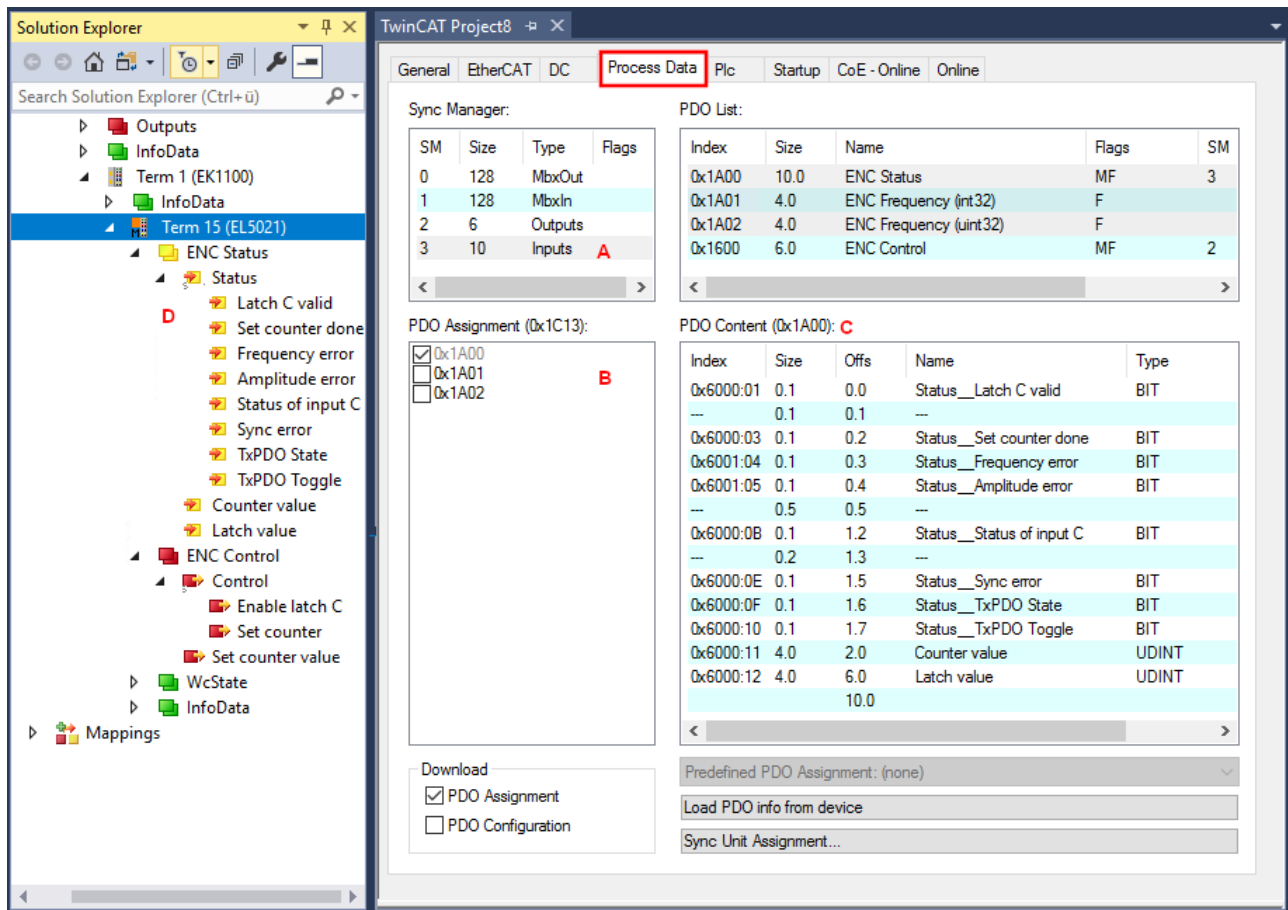 Solution Explorer
Search Solution Explorer (Ctrl+ü)
Outputs
InfoData
Term 1 (EK1100)
InfoData
Term 15 (EL5021)
ENC Status
Status
Latch C valid
D
Set counter done
Frequency error
Amplitude error
Status of input C
Sync error
TxPDO State
TxPDO Toggle
Counter value
Latch value
ENC Control
Control
Enable latch C
Set counter
Set counter value
WcState
InfoData
Mappings
TwinCAT Project8
General EtherCAT DC Process Data Plc Startup CoE - Online Online
Sync Manager:
SM Size Type Flags
0 128 MbxOut
1 128 MbxIn
2 6 Outputs
3 10 Inputs A
PDO List:
Index Size Name Flags SM
0x1A00 10.0 ENC Status MF 3
0x1A01 4.0 ENC Frequency (int32) F
0x1A02 4.0 ENC Frequency (uint32) F
0x1600 6.0 ENC Control MF 2
PDO Assignment (0x1C13):
0x1A00
0x1A01
0x1A02
B
PDO Content (0x1A00): C
Index Size Offs Name Type
0x6000:01 0.1 0.0 Status__Latch C valid BIT
--- 0.1 0.1 ---
0x6000:03 0.1 0.2 Status__Set counter done BIT
0x6001:04 0.1 0.3 Status__Frequency error BIT
0x6001:05 0.1 0.4 Status__Amplitude error BIT
--- 0.5 0.5 ---
0x6000:0B 0.1 1.2 Status__Status of input C BIT
--- 0.2 1.3 ---
0x6000:0E 0.1 1.5 Status__Sync error BIT
0x6000:0F 0.1 1.6 Status__TxPDO State BIT
0x6000:10 0.1 1.7 Status__TxPDO Toggle BIT
0x6000:11 4.0 2.0 Counter value UDINT
0x6000:12 4.0 6.0 Latch value UDINT
10.0
Download
PDO Assignment
PDO Configuration
Predefined PDO Assignment: (none)
Load PDO info from device
Sync Unit Assignment...